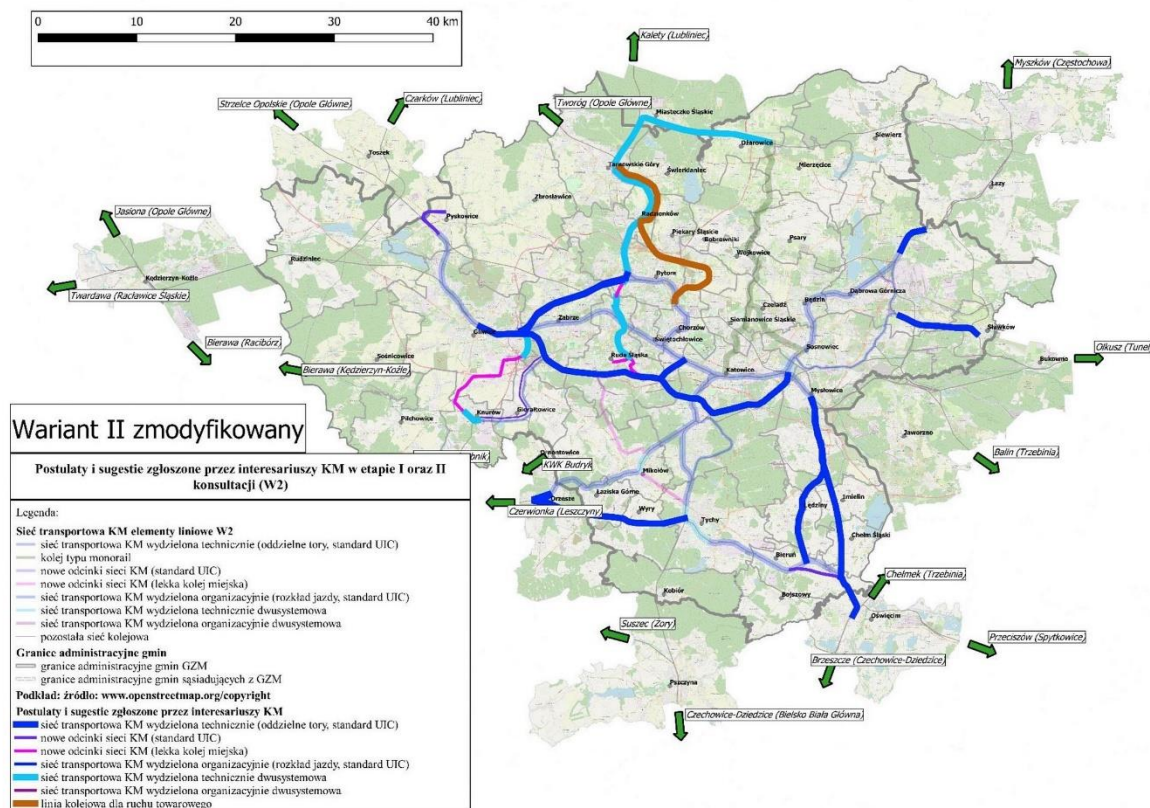 0 10 20 30 40 km
Kalety (Lubliniec)
Myszków (Częstochowa)
Czarków (Lubliniec)
Strzelce Opolskie (Opole Główne)
Tworóg (Opole Główne)
Miasteczko Śląskie
Siewierz
Ożarowice
Toszek
Mierzęcice
Tarnowskie Góry
Świerklaniec
Łazy
Zbrosławice
Jasiona (Opole Główne)
Pyskowice
Radzionków
Piekary Śląskie
Bobrowniki
Psary
Wojkowice
Rudziniec
Kędzierzyn-Koźle
Bytom
Dąbrowa Górnicza
Twardawa (Racławice Śląskie)
Będzin
Czeladź
Zabrze
Siemianowice Śląskie
Chorzów
Sławków
Gliwice
Świętochłowice
Sosnowiec
Bierawa (Racibórz)
Ruda Śląska
Sośnicowice
Bukowno
Olkusz (Tunel)
Bierawa (Kędzierzyn-Koźle)
Katowice
Mysłowice
Pilchowice
Knurów
Gierałtowice
Wariant II zmodyfikowany
Jaworzno
Ornontowice
KWK Budryk
Balin (Trzebinia)
Mikołów
Postulaty i sugestie zgłoszone przez interesariuszy KM w etapie I oraz II
konsultacji (W2)
Orzesze
Łaziska Górne
Imielin
Lędziny
Czerwionka (Leszczyny)
Wyry
Tychy
Chełm Śląski
Legenda:
Sieć transportowa KM elementy liniowe W2
sieć transportowa KM wydzielona technicznie (oddzielne tory, standard UIC)
kolej typu monorail
nowe odcinki sieci KM (standard UIC)
nowe odcinki sieci KM (lekka kolej miejska)
sieć transportowa KM wydzielona organizacyjnie (rozkład jazdy, standard UIC)
sieć transportowa KM wydzielona technicznie dwusystemowa
sieć transportowa KM wydzielona organizacyjnie dwusystemowa
pozostała sieć kolejowa
Bieruń
Chełmek (Trzebinia)
Kobiór
Bojszowy
Oświęcim
Suszec (Żory)
Przeciszów (Spytkowice)
Brzeszcze (Czechowice-Dziedzice)
Granice administracyjne gmin
granice administracyjne gmin GZM
granice administracyjne gmin sąsiadujących z GZM
Podkład: źródło: www.openstreetmap.org/copyright
Pszczyna
Czechowice-Dziedzice (Bielsko Biała Główna)
Postulaty i sugestie zgłoszone przez interesariuszy KM
sieć transportowa KM wydzielona technicznie (oddzielne tory, standard UIC)
nowe odcinki sieci KM (standard UIC)
nowe odcinki sieci KM (lekka kolej miejska)
sieć transportowa KM wydzielona organizacyjnie (rozkład jazdy, standard UIC)
sieć transportowa KM wydzielona technicznie dwusystemowa
sieć transportowa KM wydzielona organizacyjnie dwusystemowa
linia kolejowa dla ruchu towarowego